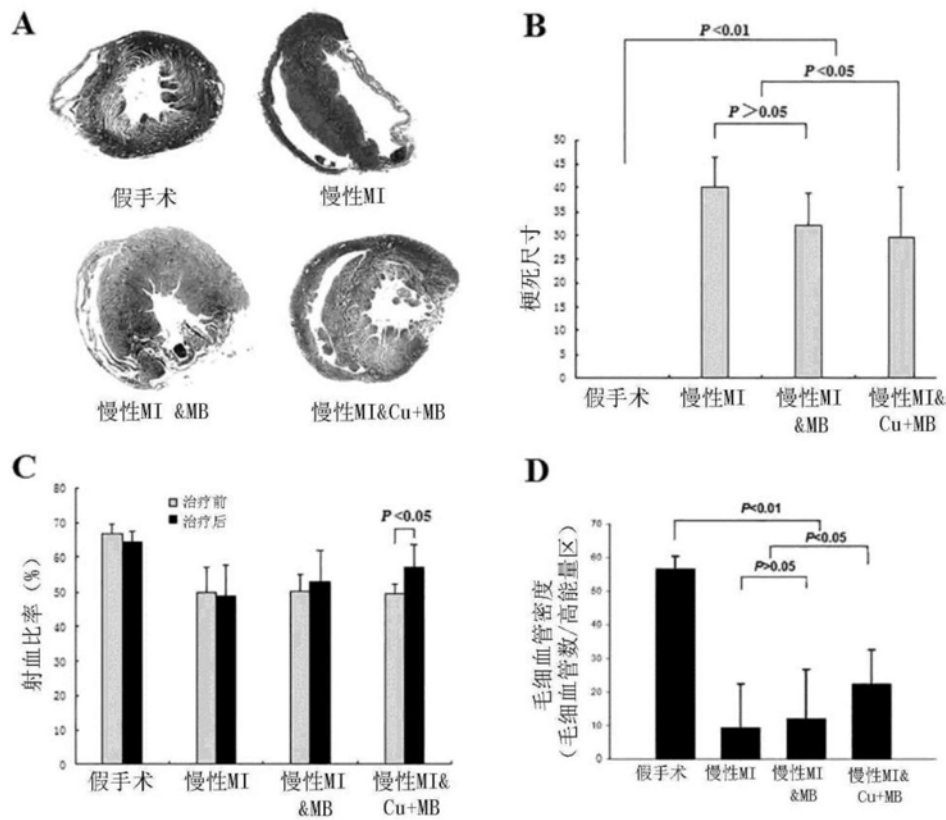 A
假手术
慢性MI
慢性MI &MB
慢性MI&Cu+MB
B
P<0.01
P<0.05
P>0.05
梗死尺寸
50
45
40
35
30
25
20
15
10
5
0
假手术
慢性MI
慢性MI
&MB
慢性MI&
Cu+MB
C
治疗前
治疗后
P<0.05
射血比率（%）
80
70
60
50
40
30
20
10
0
假手术
慢性MI
慢性MI
&MB
慢性MI&
Cu+MB
D
P<0.01
P<0.05
P>0.05
毛细血管密度
（毛细血管数/高能量区）
70
60
50
40
30
20
10
0
假手术
慢性MI
慢性MI
&MB
慢性MI&
Cu+MB